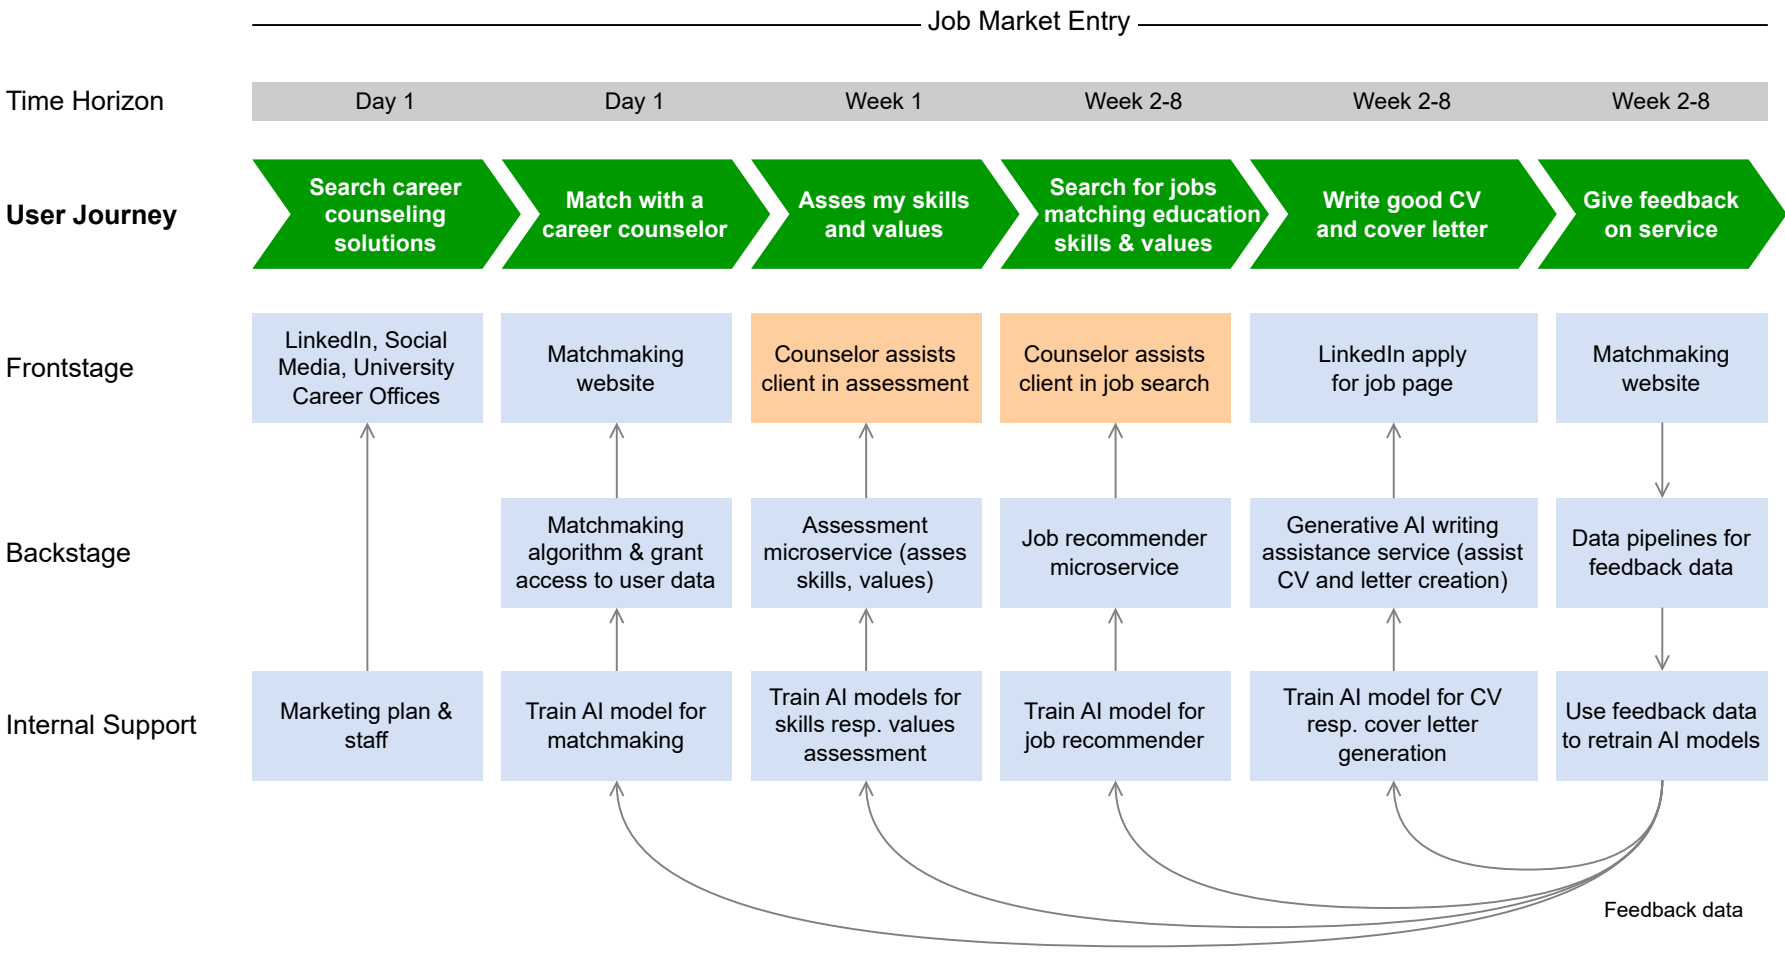 Job Market Entry
Time Horizon
Day 1
Day 1
Week 1
Week 2-8
Week 2-8
Week 2-8
User Journey
Search career
counseling
solutions
Match with a
career counselor
Asses my skills
and values
Search for jobs
matching education
skills & values
Write good CV
and cover letter
Give feedback
on service
Frontstage
LinkedIn, Social
Media, University
Career Offices
Matchmaking
website
Counselor assists
client in assessment
Counselor assists
client in job search
LinkedIn apply
for job page
Matchmaking
website
Backstage
Matchmaking
algorithm & grant
access to user data
Assessment
microservice (asses
skills, values)
Job recommender
microservice
Generative AI writing
assistance service (assist
CV and letter creation)
Data pipelines for
feedback data
Internal Support
Marketing plan &
staff
Train AI model for
matchmaking
Train AI models for
skills resp. values
assessment
Train AI model for
job recommender
Train AI model for CV
resp. cover letter
generation
Use feedback data
to retrain AI models
Feedback data